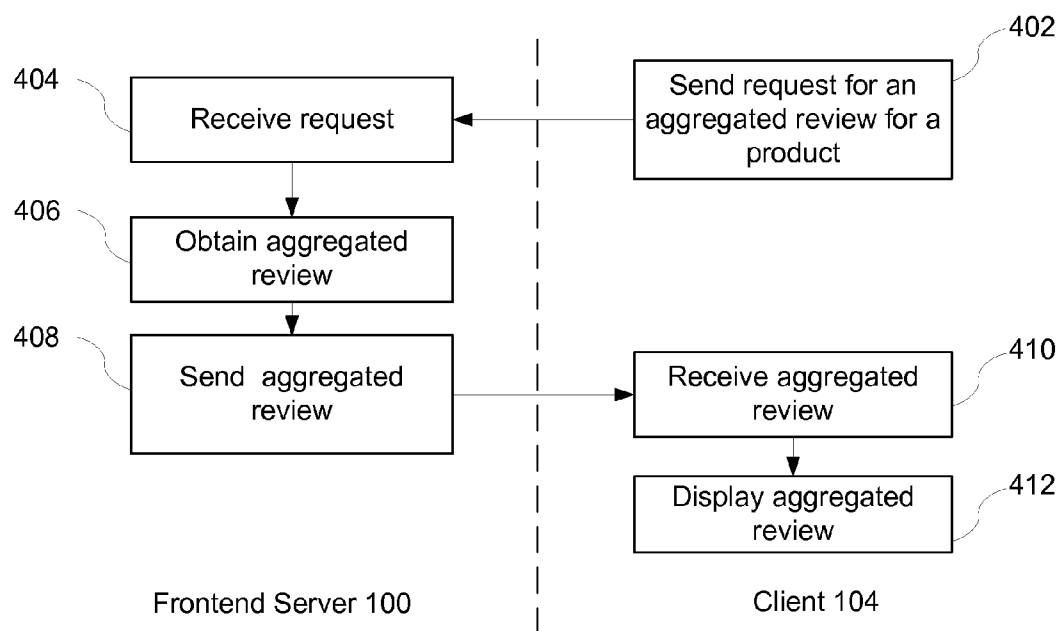 402
Send request for an
aggregated review for a
product
404
Receive request
406
Obtain aggregated
review
408
Send aggregated
review
410
Receive aggregated
review
412
Display aggregated
review
Frontend Server 100
Client 104